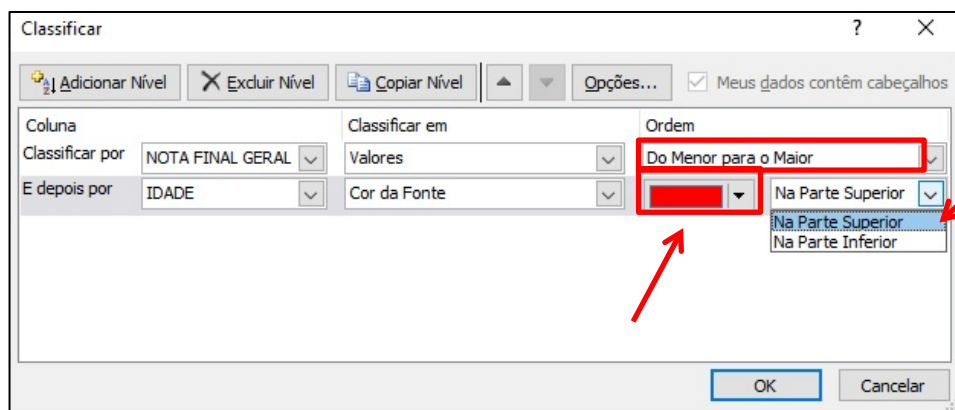 Classificar ?
Adicionar Nível Excluir Nível Copiar Nível Opções... Meus dados contêm cabeçalhos
Coluna Classificar em Ordem
Classificar por NOTA FINAL GERAL Valores Do Menor para o Maior
E depois por IDADE Cor da Fonte Na Parte Superior
Na Parte Superior
Na Parte Inferior
OK Cancelar